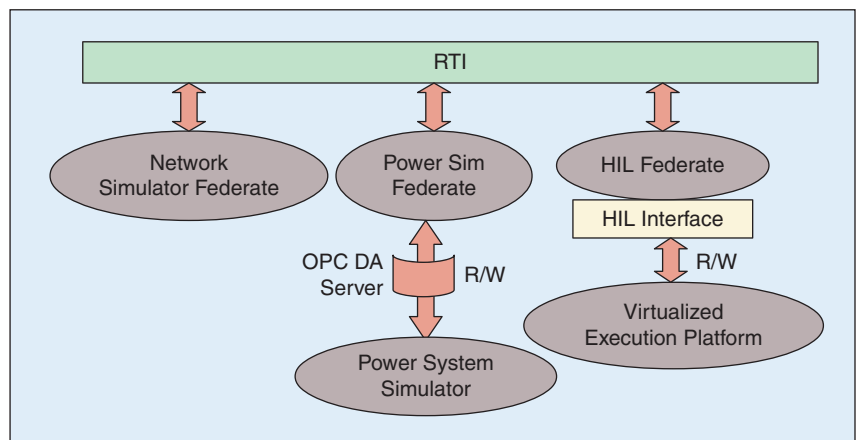 RTI
Network
Simulator Federate
Power Sim
Federate
HIL Federate
HIL Interface
OPC DA
Server
R/W
R/W
Virtualized
Execution Platform
Power System
Simulator